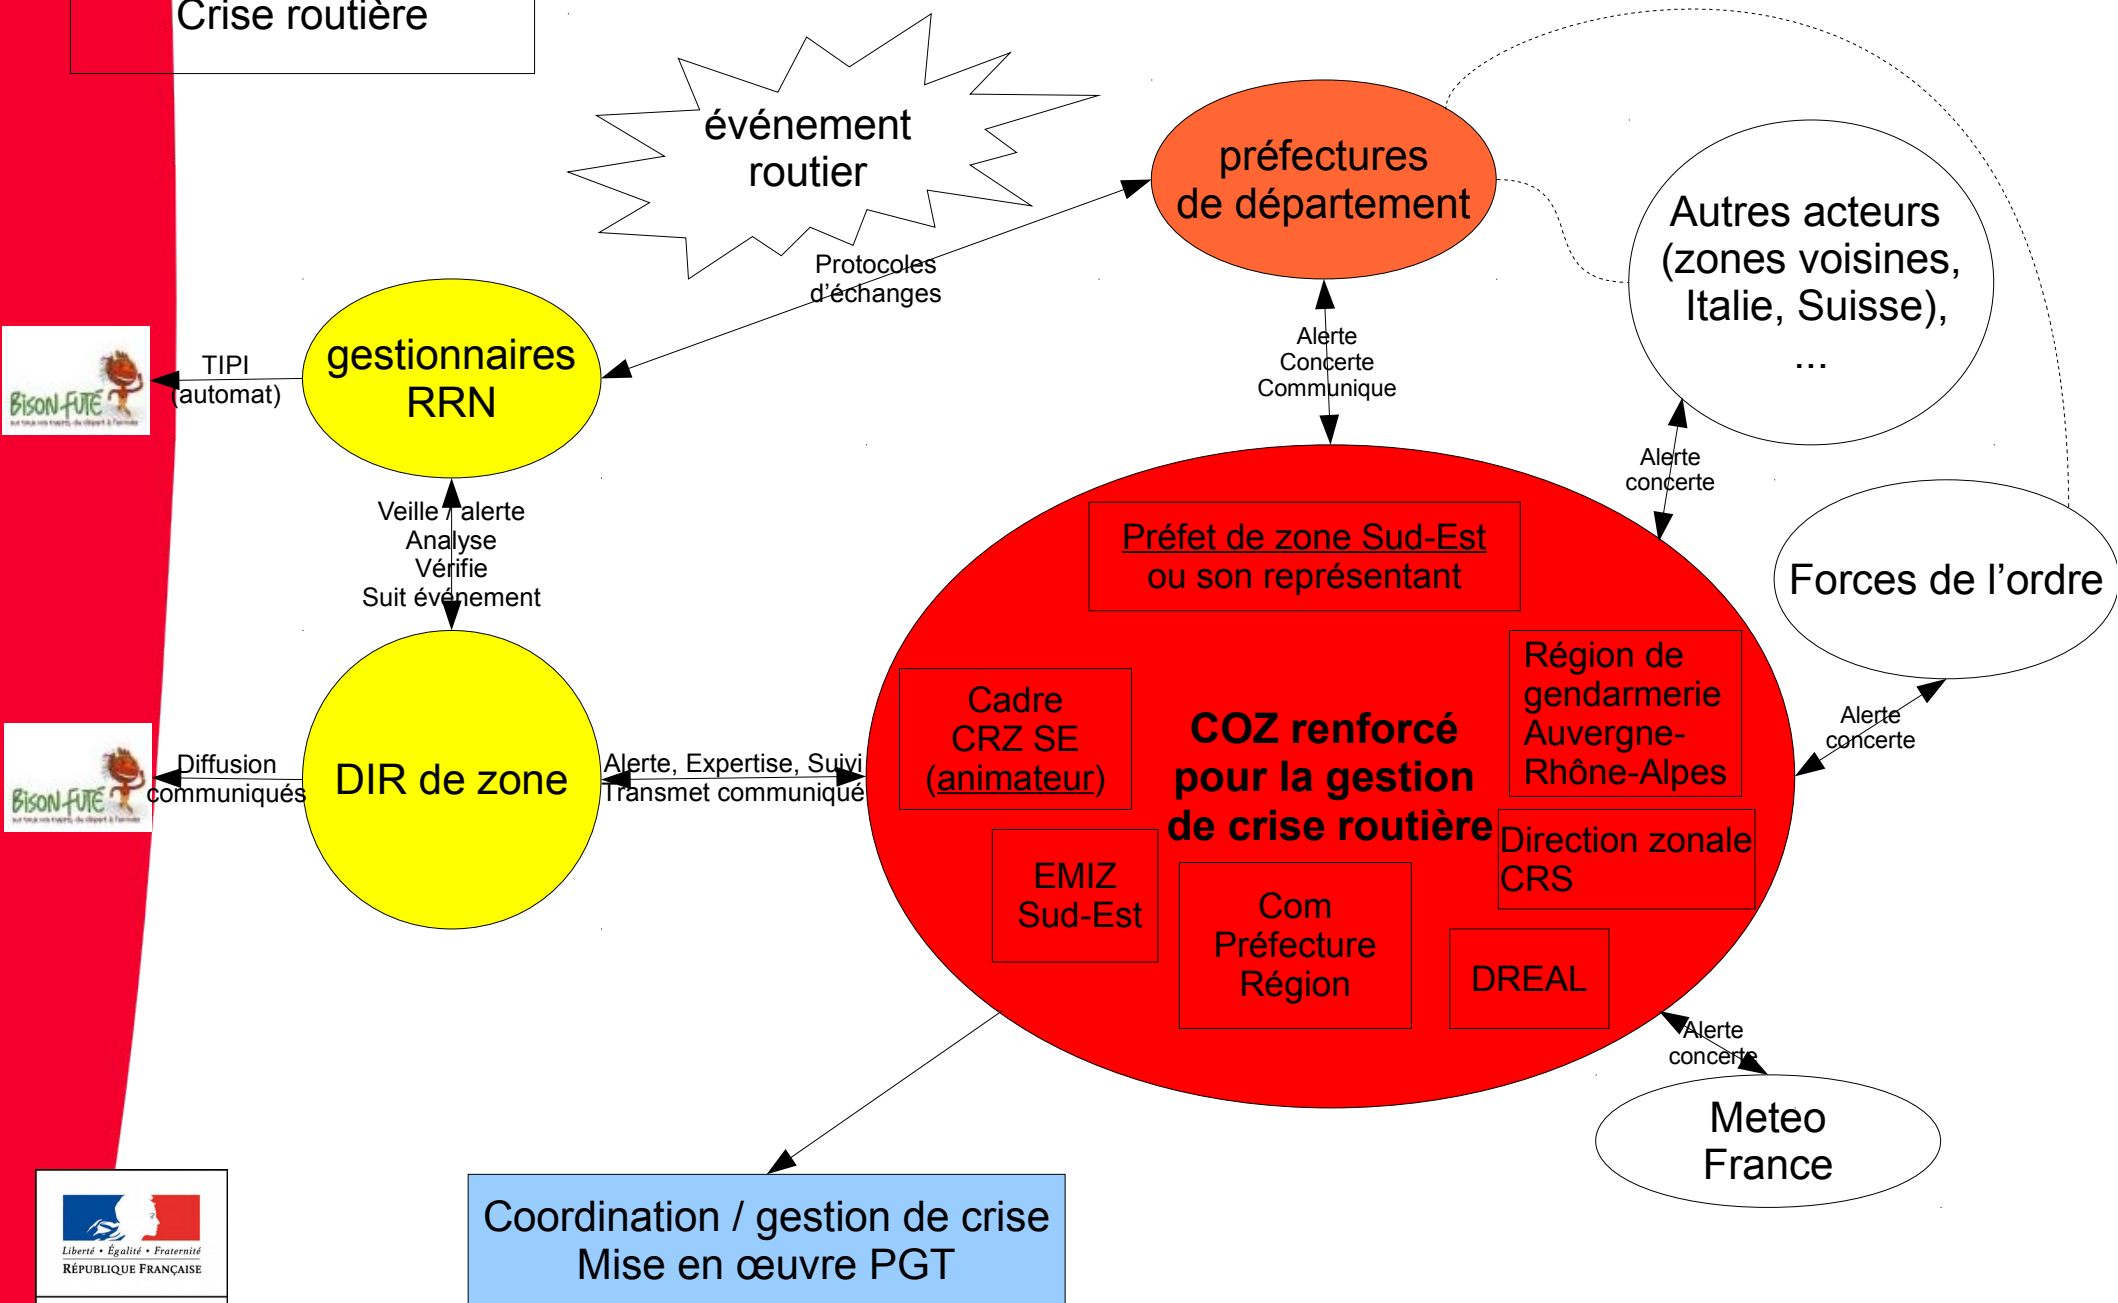 Crise routière
événement
routier
préfectures
de département
Autres acteurs
(zones voisines,
Italie, Suisse),
...
Protocoles
d’échanges
gestionnaires
RRN
TIPI
(automat)
BiSON-FUTÉ
Alerte
Concerte
Communique
Alerte
concerte
Veille / alerte
Analyse
Vérifie
Suit événement
Préfet de zone Sud-Est
ou son représentant
Forces de l’ordre
Région de
gendarmerie
Auvergne-
Rhône-Alpes
Cadre
CRZ SE
(animateur)
COZ renforcé
pour la gestion
de crise routière
Alerte
concerte
DIR de zone
Diffusion
communiqués
BiSON-FUTÉ
Alerte, Expertise, Suivi
Transmet communiqué
Direction zonale
CRS
EMIZ
Sud-Est
Com
Préfecture
Région
DREAL
Alerte
concerte
Meteo
France
Coordination / gestion de crise
Mise en œuvre PGT
Liberté • Égalité • Fraternité
RÉPUBLIQUE FRANÇAISE